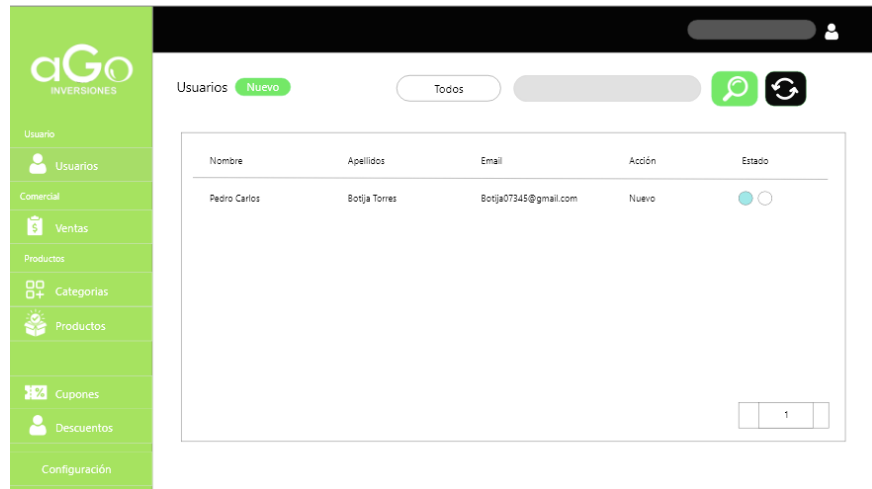 aGo
INVERSIONES
Usuario
Usuarios
Comercial
$ Ventas
Productos
Categorias
Productos
% Cupones
Descuentos
Configuración
Usuarios Nuevo Todos
Nombre Apellidos Email Acción Estado
Pedro Carlos Botija Torres Botija07345@gmail.com Nuevo
1